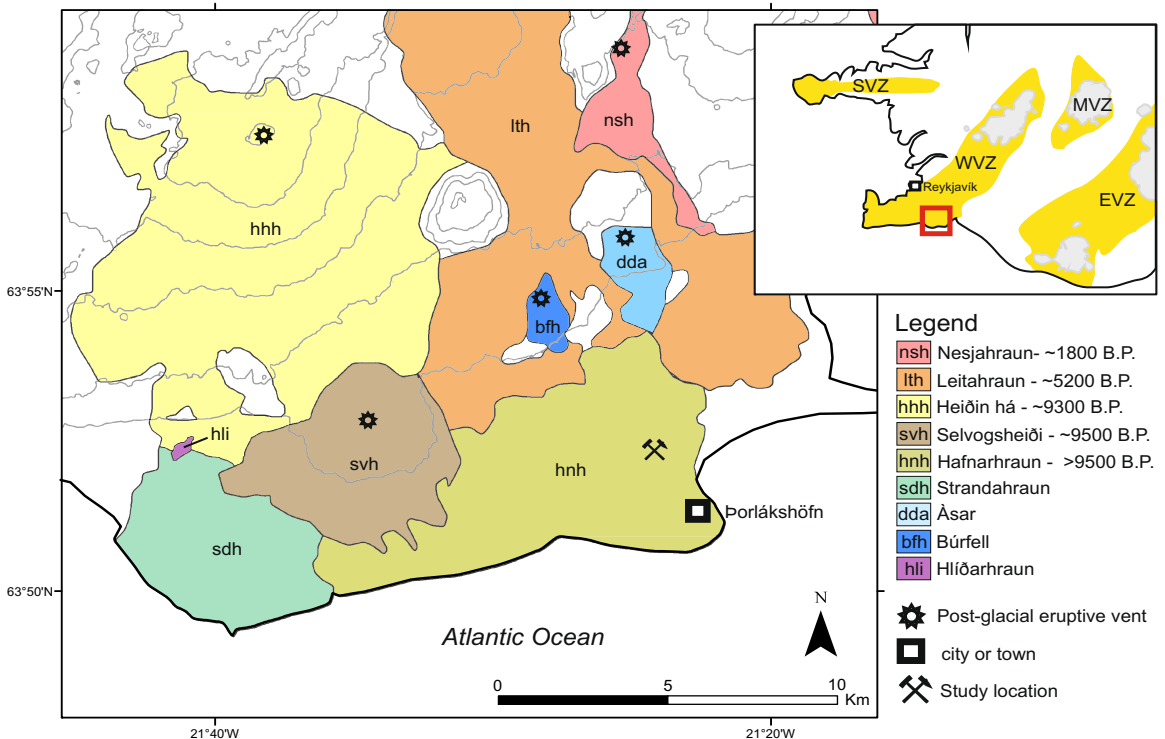 SVZ
MVZ
WVZ
EVZ
Reykjavík
lth
nsh
hhh
dda
bfh
63°55'N
hli
svh
hnh
Þorlákshöfn
sdh
63°50'N
Atlantic Ocean
N
0
5
10
Km
21°40'W
21°20'W
Legend
nsh Nesjahraun- ~1800 B.P.
lth Leitahraun - ~5200 B.P.
hhh Heiðin há - ~9300 B.P.
svh Selvogsheiði - ~9500 B.P.
hnh Hafnarhraun - >9500 B.P.
sdh Strandahraun
dda Àsar
bfh Búrfell
hli Hlíðarhraun
Post-glacial eruptive vent
city or town
Study location